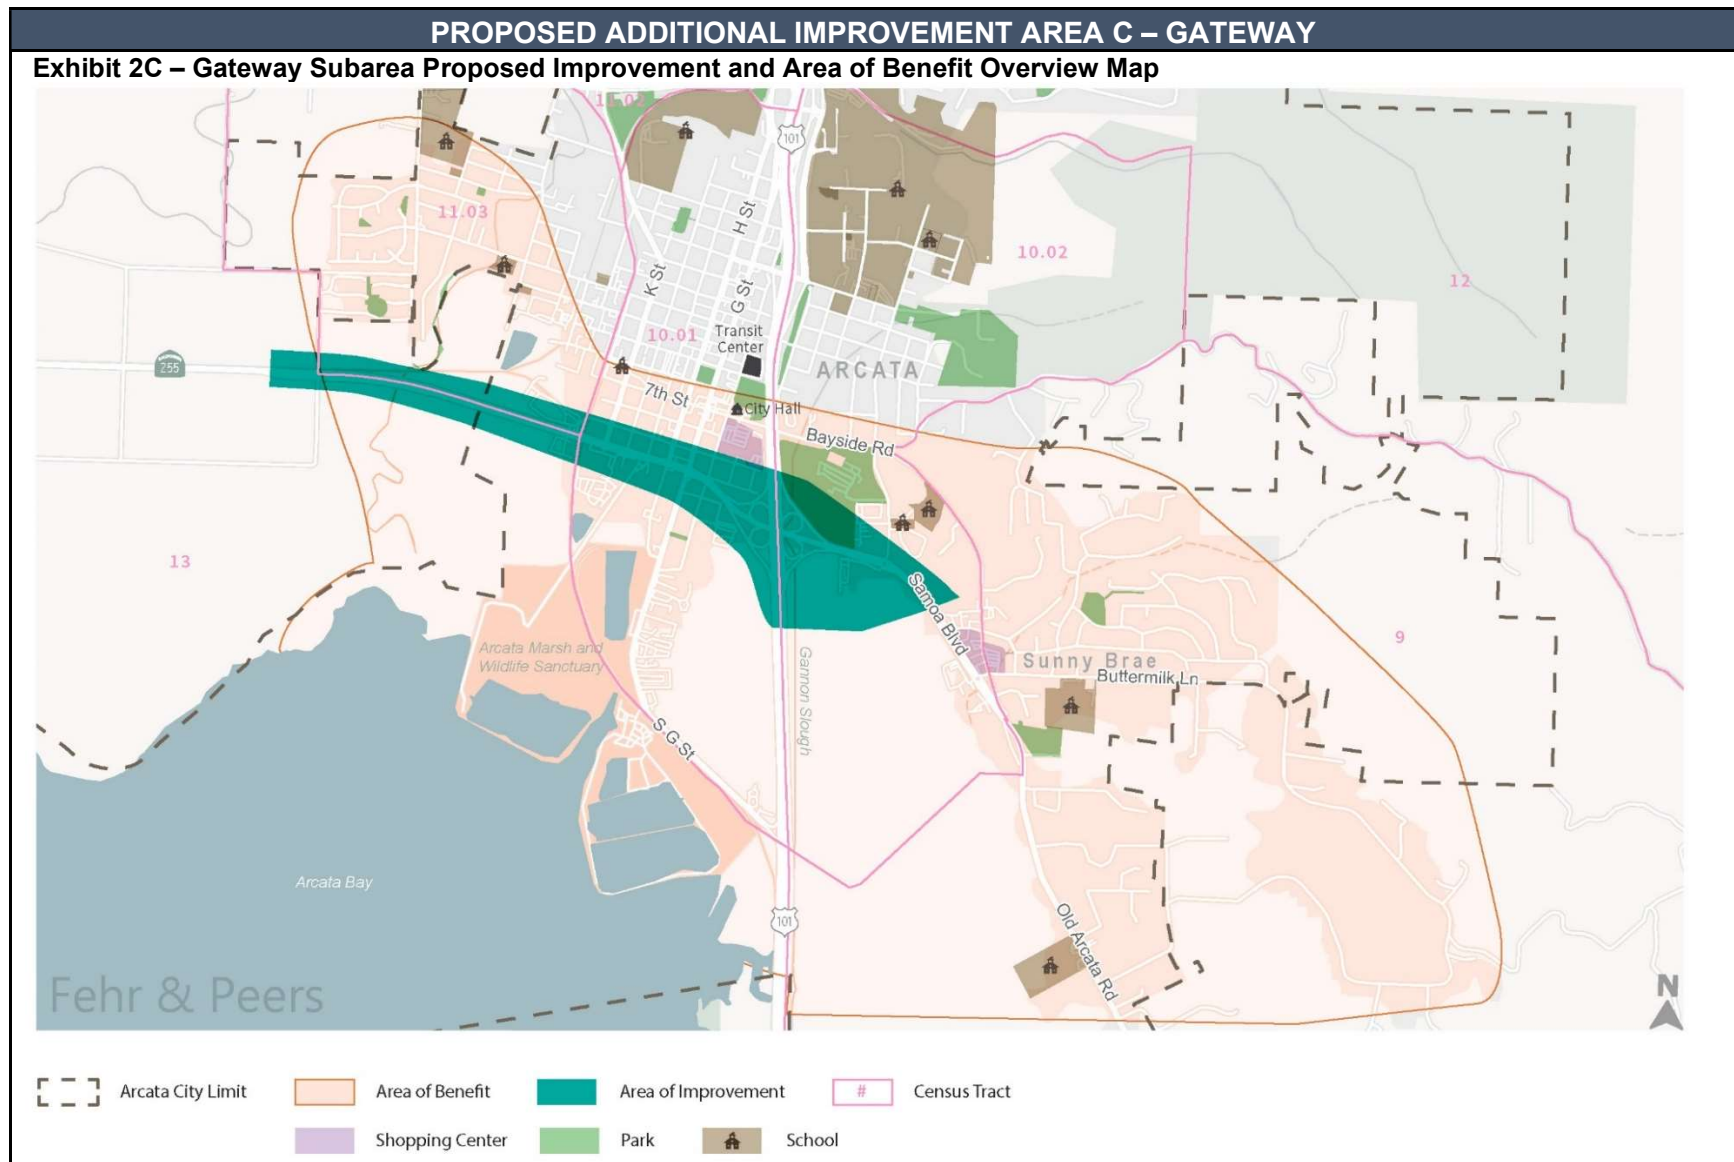 PROPOSED ADDITIONAL IMPROVEMENT AREA C – GATEWAY
Exhibit 2C – Gateway Subarea Proposed Improvement and Area of Benefit Overview Map
11.02
101
11.03
H St
10.02
12
K St
G St
10.01
Transit
Center
255
ARCATA
7th St
City Hall
Bayside Rd
13
Samoa Blvd
9
Arcata Marsh and
Wildlife Sanctuary
Gannon Slough
Sunny Brae
Buttermilk Ln
S G St
Arcata Bay
101
Old Arcata Rd
Fehr & Peers
N
Arcata City Limit
Area of Benefit
Area of Improvement
#
Census Tract
Shopping Center
Park
School